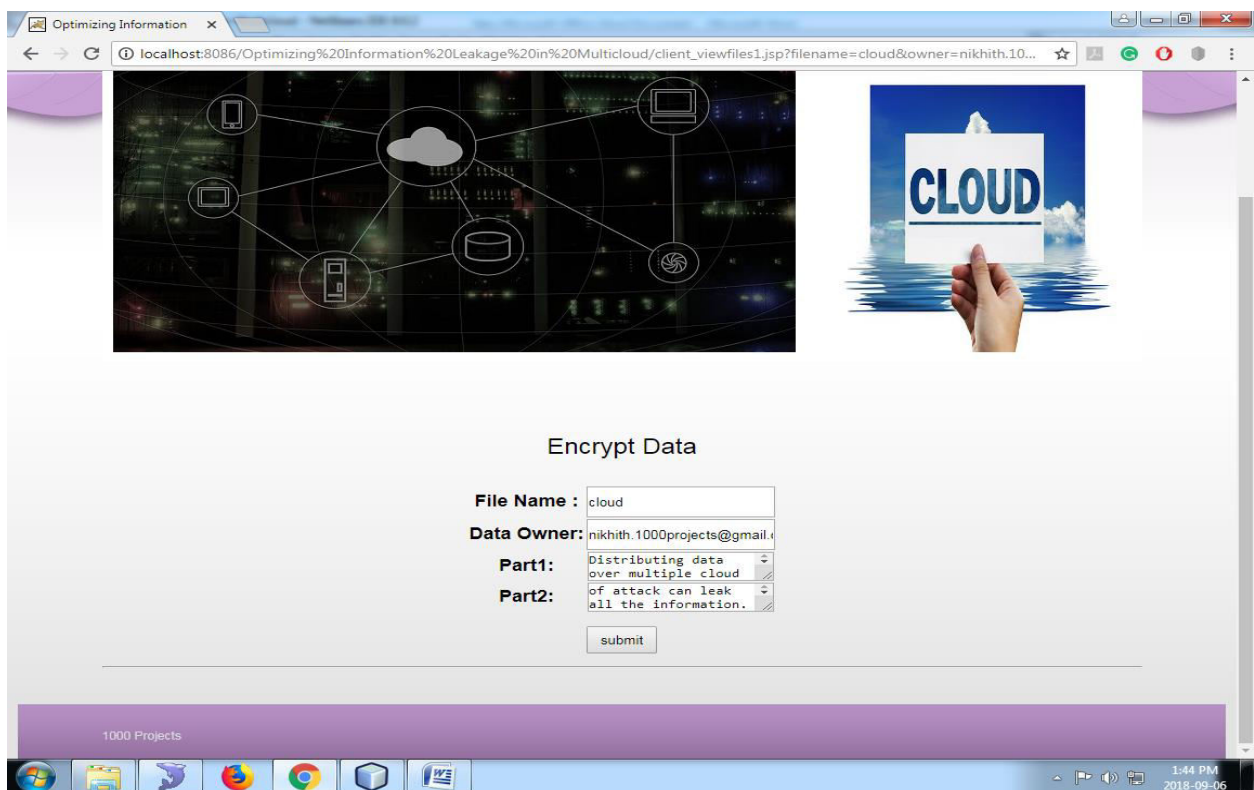 Optimizing Information
localhost:8086/Optimizing%20Information%20Leakage%20in%20Multicloud/client_viewfiles1.jsp?filename=cloud&owner=nikhith.10...
CLOUD
Encrypt Data
File Name : cloud
Data Owner: nikhith.1000projects@gmail.
Part1: Distributing data
over multiple cloud
Part2: of attack can leak
all the information.
submit
1000 Projects
1:44 PM
2018-09-06